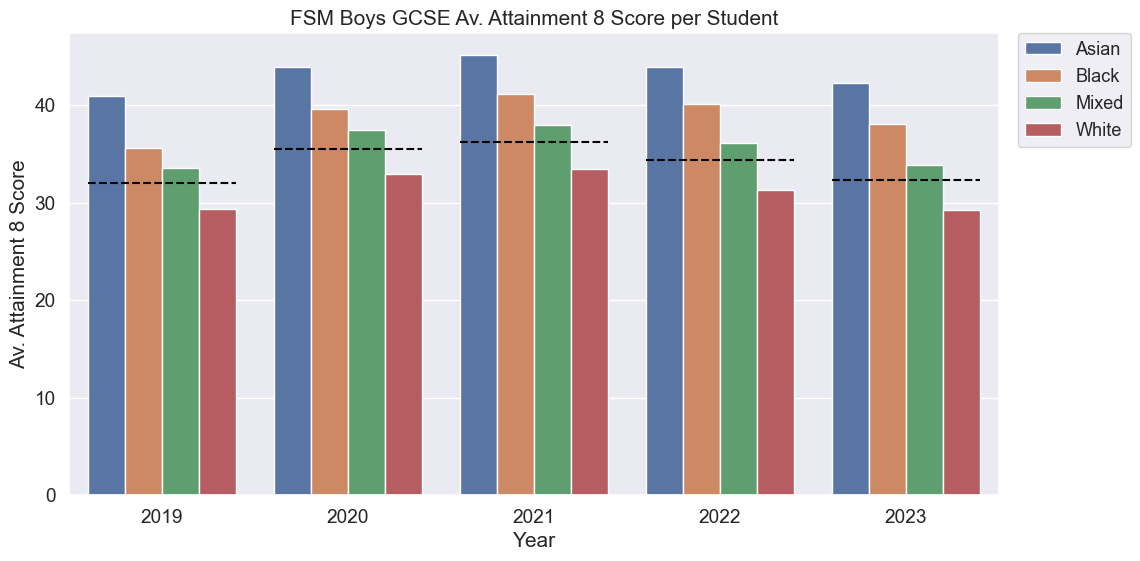 FSM Boys GCSE Av. Attainment 8 Score per Student
Asian
Black
Mixed
White
Av. Attainment 8 Score
40
30
20
10
0
2019
2020
2021
2022
2023
Year